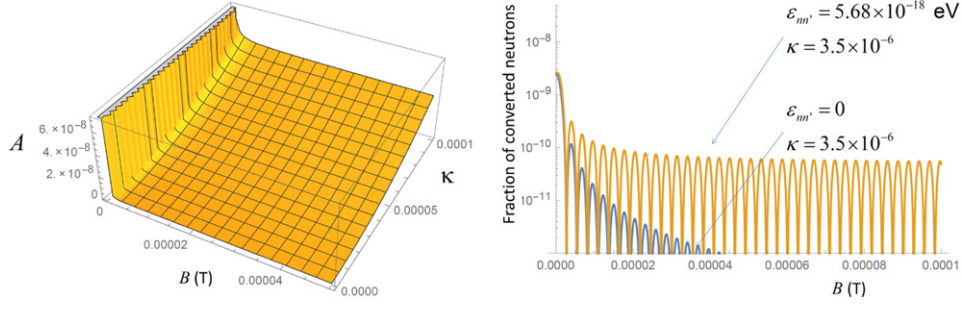 A
6. × 10⁻⁸
4. × 10⁻⁸
2. × 10⁻⁸
0
0
0.00002
0.00004
B (T)
0.0001
0.00005
0.0000
κ
Fraction of converted neutrons
10⁻⁸
10⁻⁹
10⁻¹⁰
10⁻¹¹
εₙₙ' = 5.68×10⁻¹⁸ eV
κ = 3.5×10⁻⁶
εₙₙ' = 0
κ = 3.5×10⁻⁶
0.0000 0.00002 0.00004 0.00006 0.00008 0.0001
B (T)